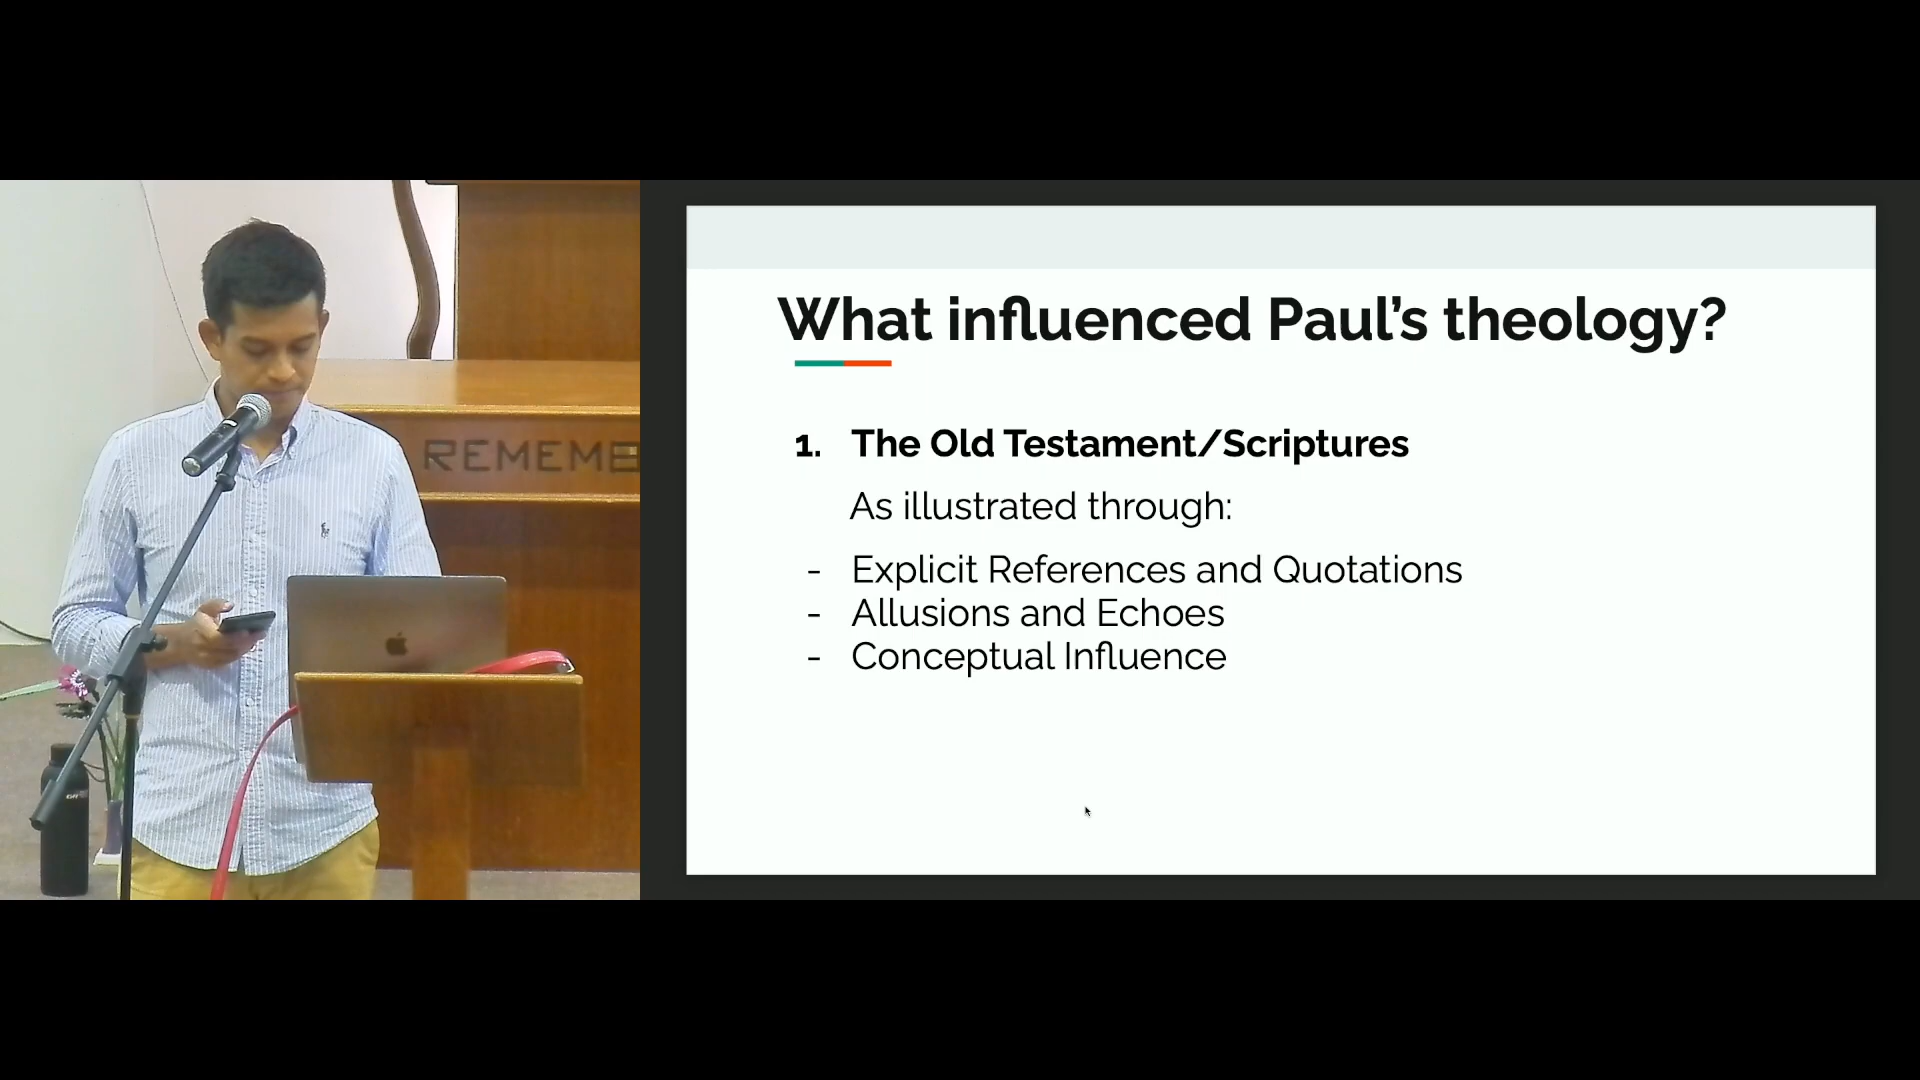 REMEME
What influenced Paul's theology?
1. The Old Testament/Scriptures
As illustrated through:
- Explicit References and Quotations
- Allusions and Echoes
- Conceptual Influence